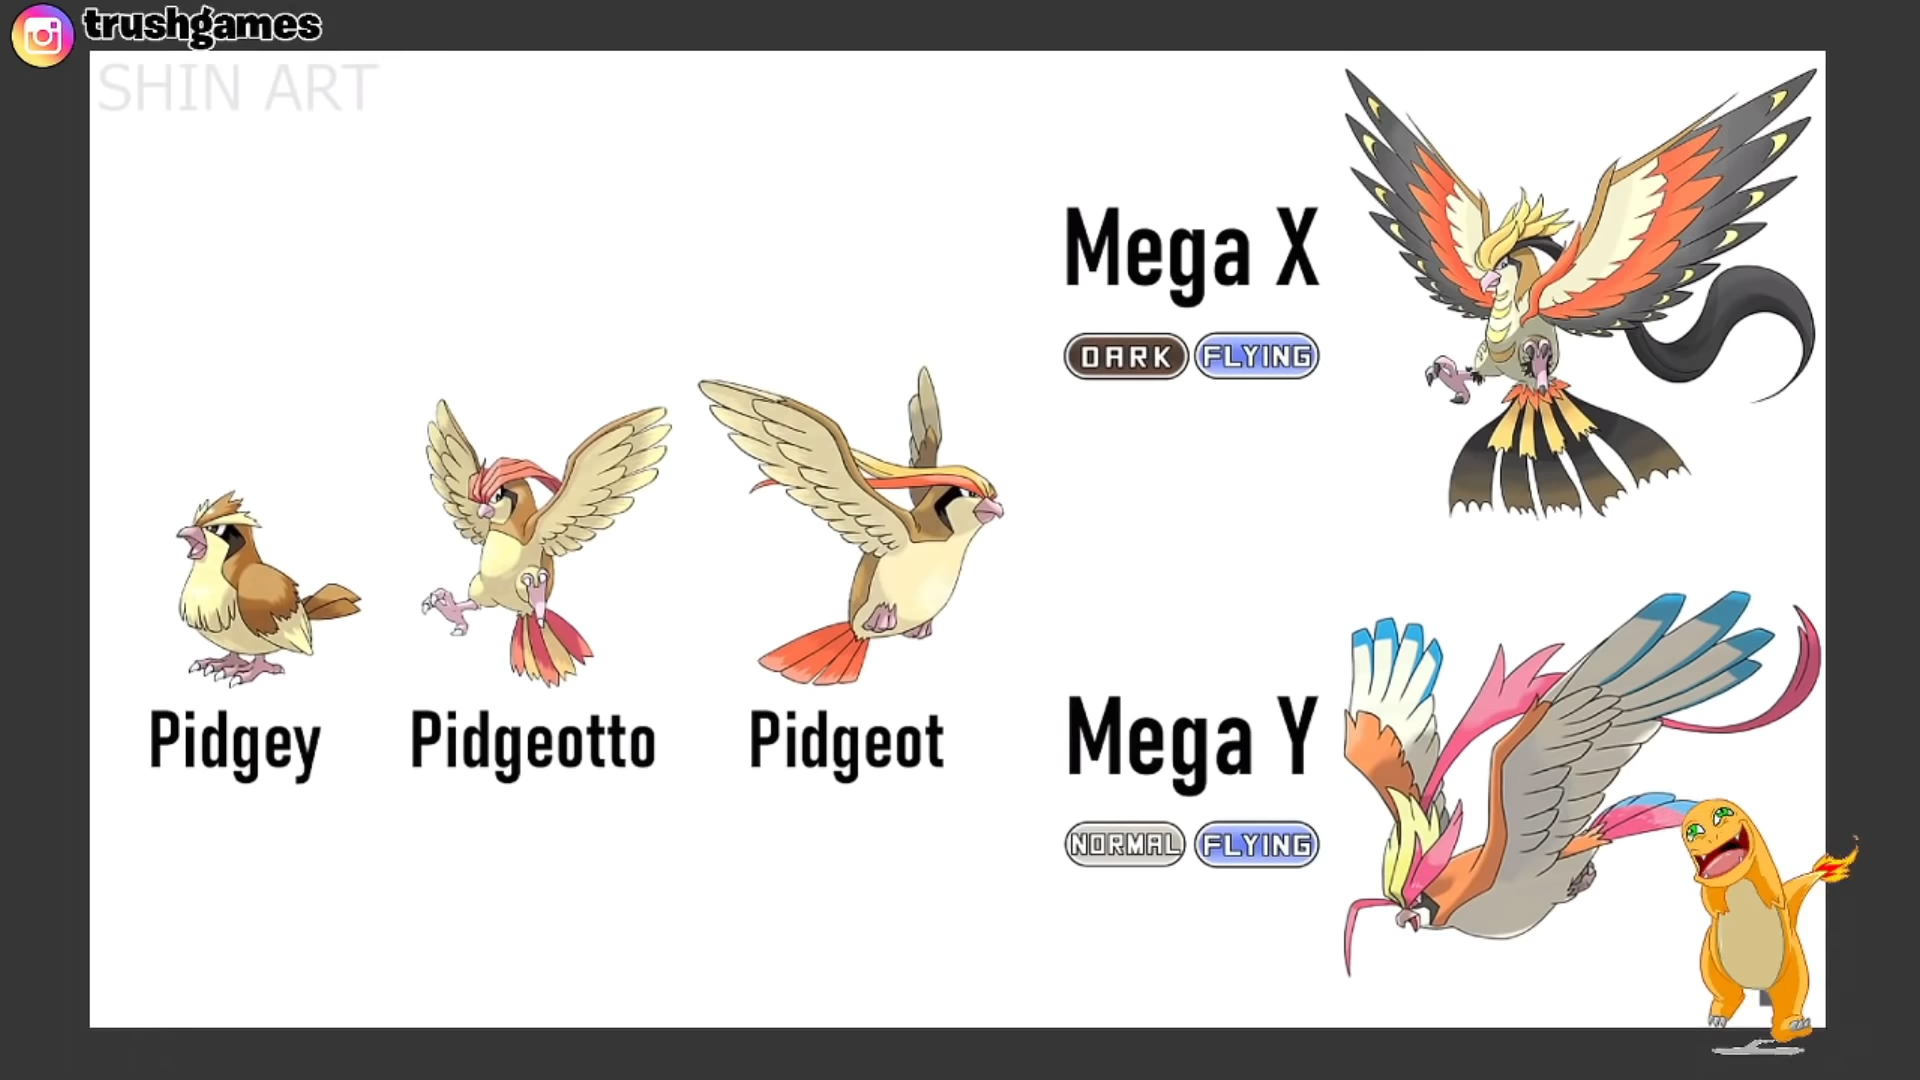 trushgames
SHIN ART
Mega X
DARK FLYING
Pidgey Pidgeotto Pidgeot
Mega Y
NORMAL FLYING